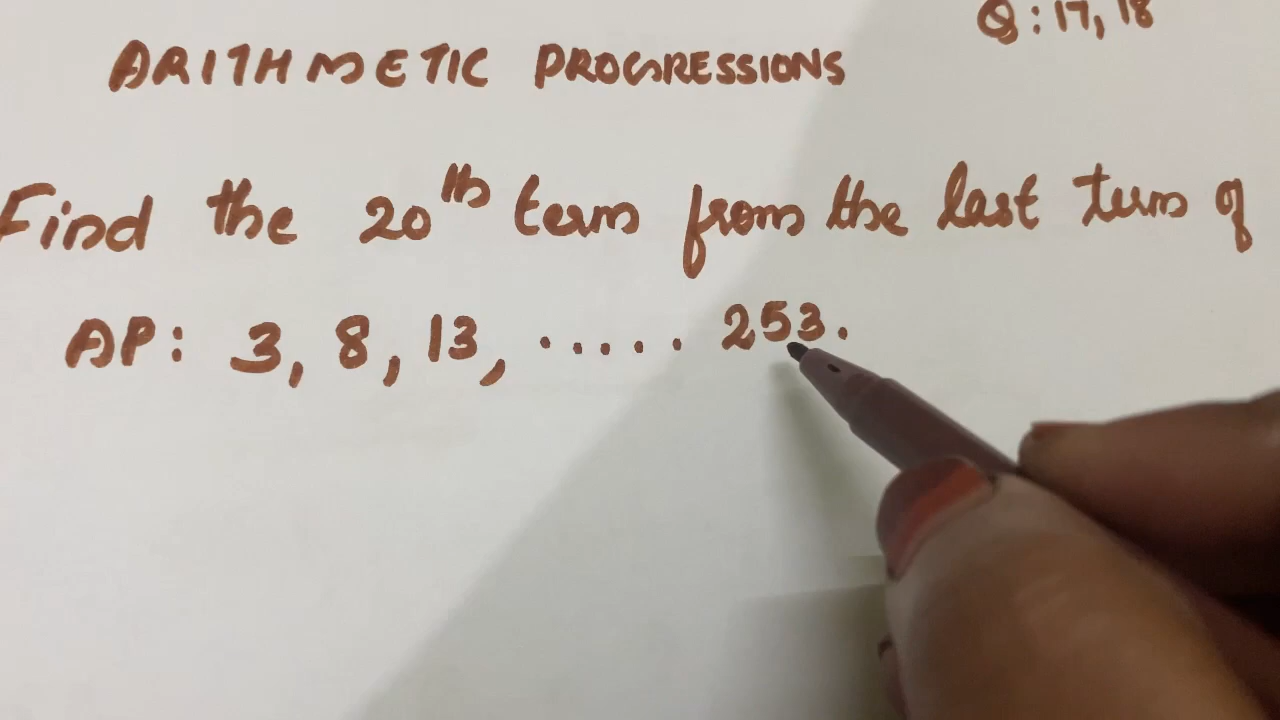 Q : 17, 18
ARITHMETIC PROGRESSIONS
Find the 20th term from the last term of
AP: 3, 8, 13, ..... 253.